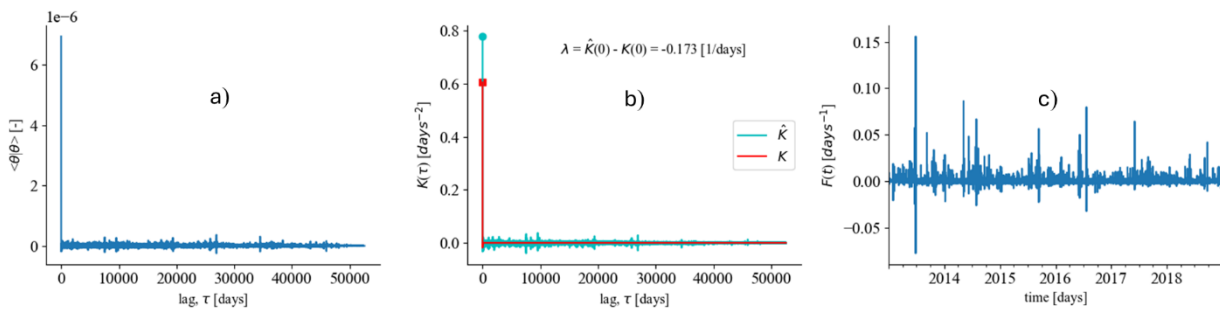 1e−6
6
4
2
0
<θ|θ> [-]
a)
0
10000
20000
30000
40000
50000
lag, τ [days]
0.8
0.6
0.4
0.2
0.0
K(τ) [days⁻²]
λ = K̂(0) - K(0) = -0.173 [1/days]
b)
K̂
K
0
10000
20000
30000
40000
50000
lag, τ [days]
0.15
0.10
0.05
0.00
−0.05
F(t) [days⁻¹]
c)
2014
2015
2016
2017
2018
time [days]